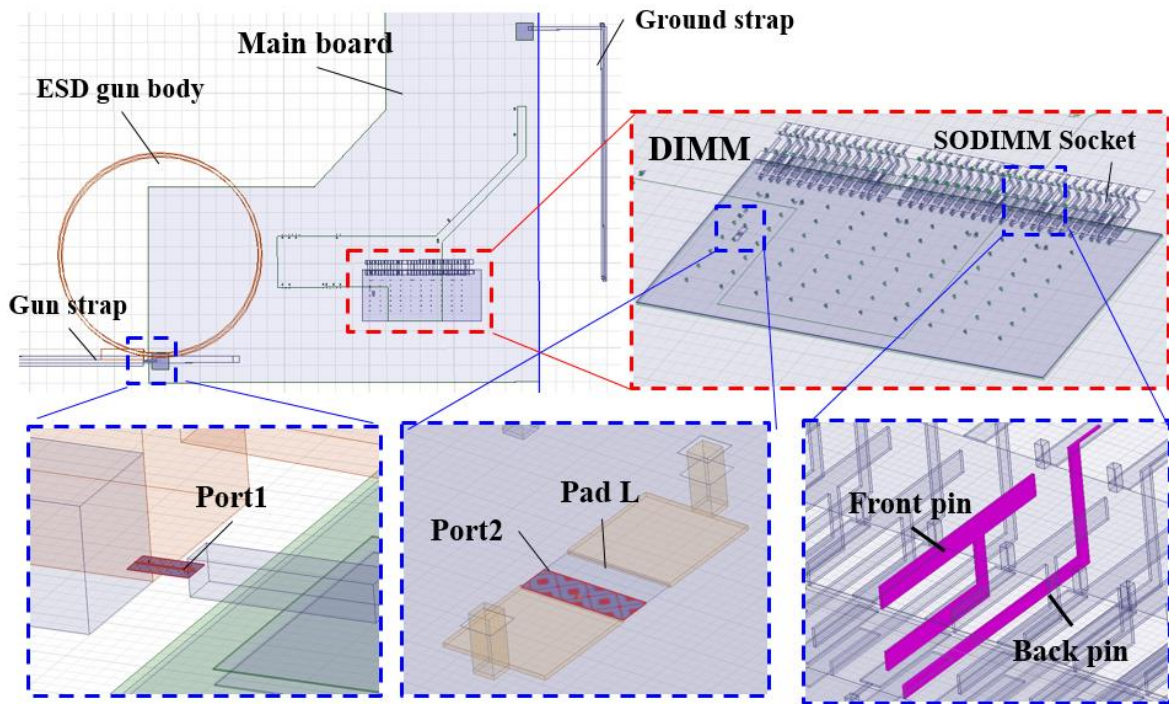 Ground strap
Main board
ESD gun body
DIMM
SODIMM Socket
Gun strap
Port1
Pad L
Port2
Front pin
Back pin